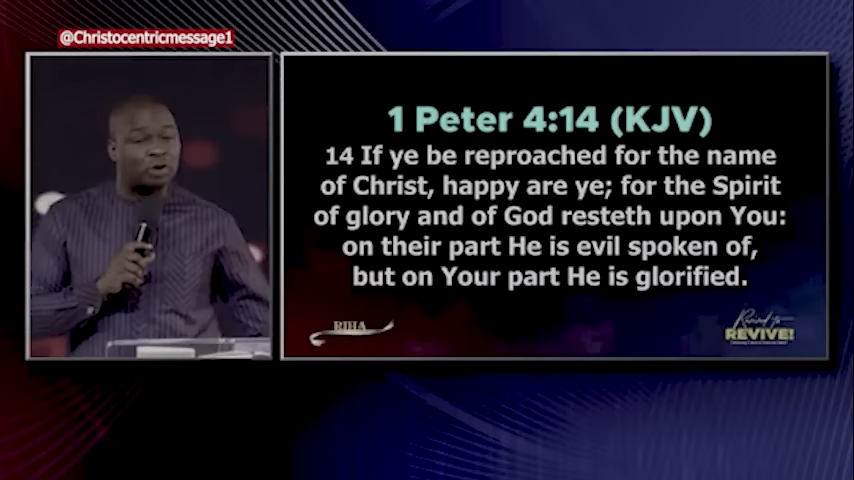 @Christocentricmessage1
1 Peter 4:14 (KJV)
14 If ye be reproached for the name
of Christ, happy are ye; for the Spirit
of glory and of God resteth upon You:
on their part He is evil spoken of,
but on Your part He is glorified.
REVIVE!